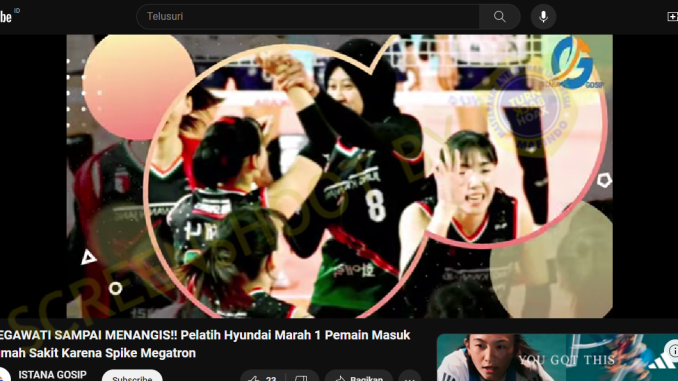 be ID
Telusuri
GOSIP
8
SCREENSHOOT BY
EGAWATI SAMPAI MENANGIS!! Pelatih Hyundai Marah 1 Pemain Masuk
mah Sakit Karena Spike Megatron
YOU GOT THIS
ISTANA GOSIP
Subscribe
23
Bagikan